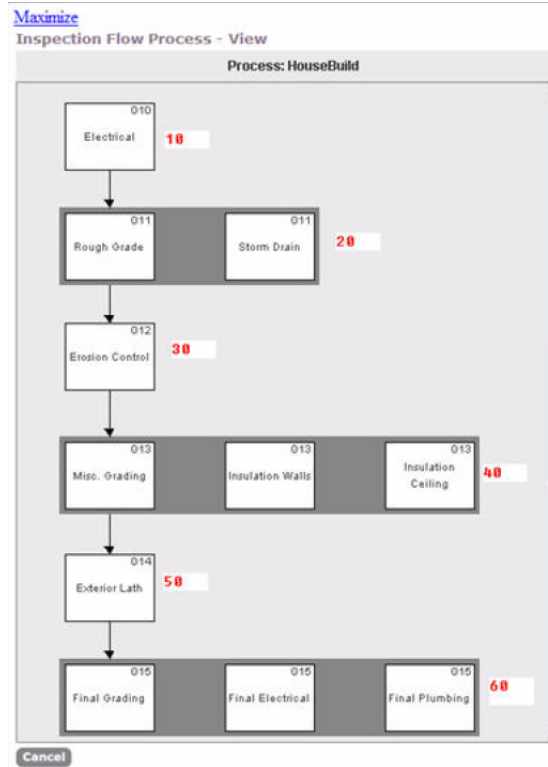 Maximize
Inspection Flow Process - View
Process: HouseBuild
010
Electrical
10
011
Rough Grade
011
Storm Drain
20
012
Erosion Control
30
013
Misc. Grading
013
Insulation Walls
013
Insulation
Ceiling
40
014
Exterior Lath
50
015
Final Grading
015
Final Electrical
015
Final Plumbing
60
Cancel